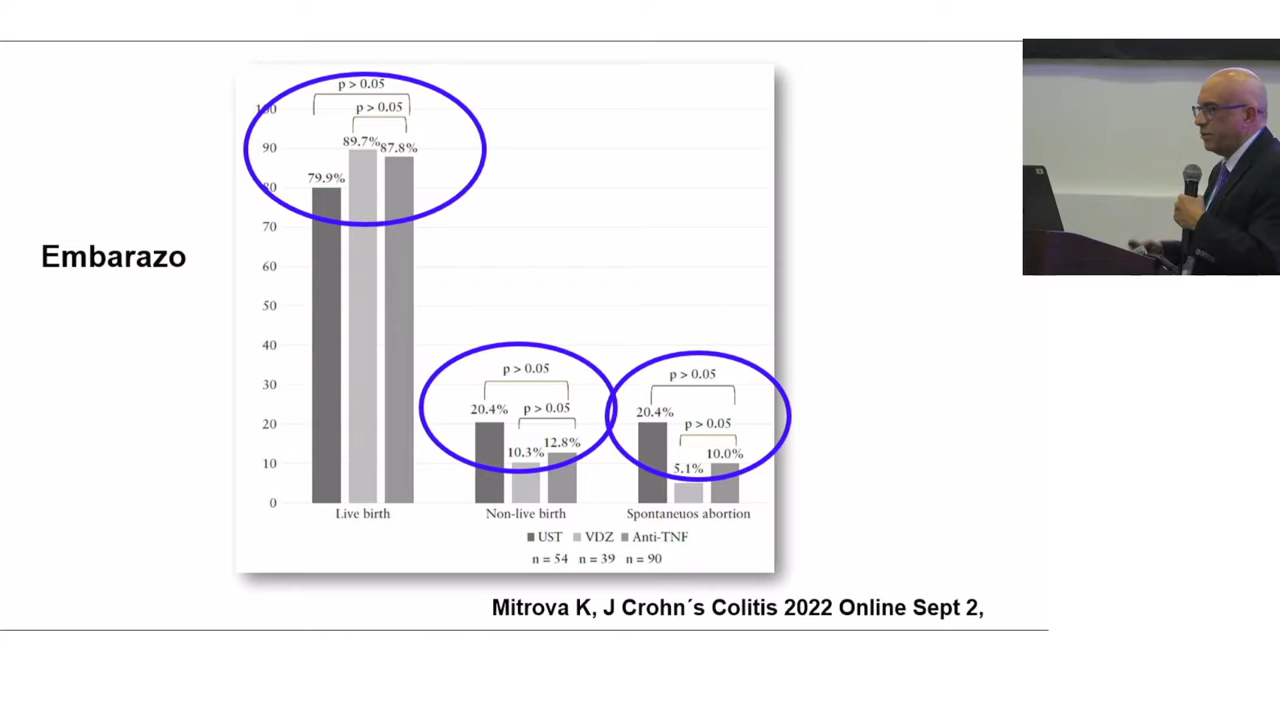 p > 0.05
100
p > 0.05
90
89.7%
87.8%
79.9%
80
70
Embarazo
60
50
40
p > 0.05
p > 0.05
30
20.4%
p > 0.05
20.4%
p > 0.05
20
12.8%
10.3%
10.0%
10
5.1%
0
Live birth
Non-live birth
Spontaneuos abortion
UST VDZ Anti-TNF
n = 54 n = 39 n = 90
Mitrova K, J Crohn´s Colitis 2022 Online Sept 2,